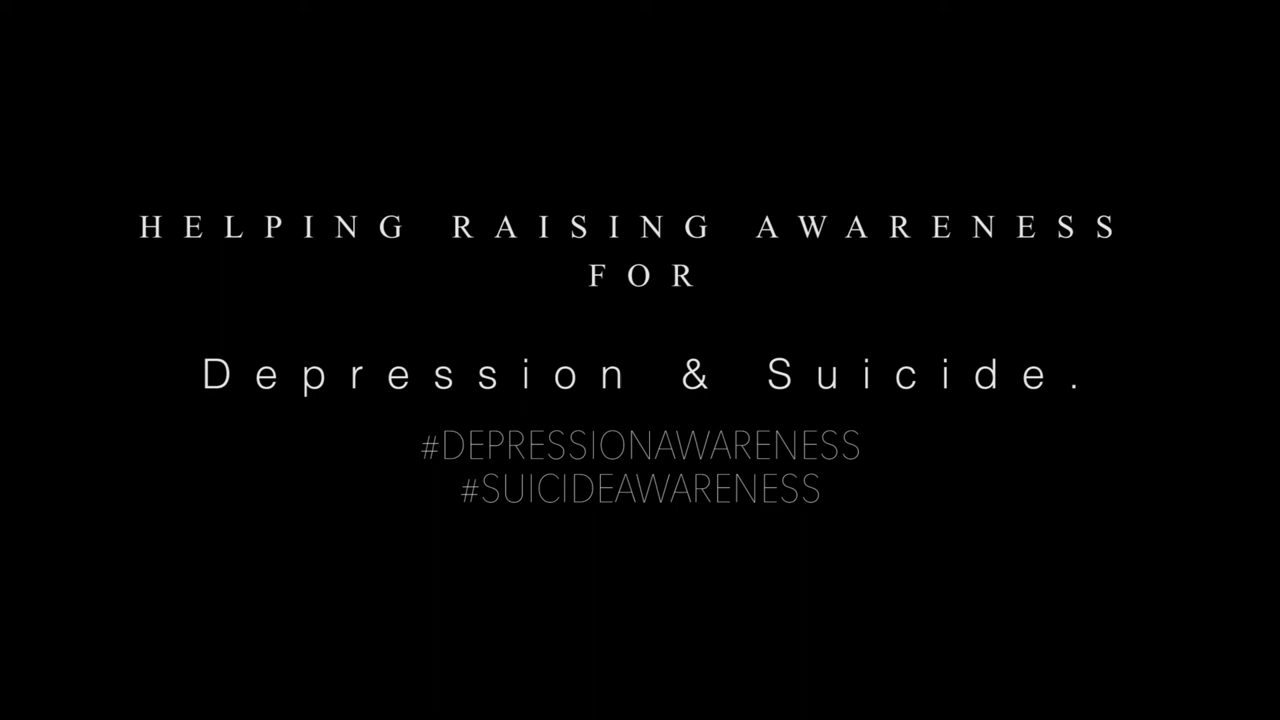 HELPING RAISING AWARENESS
FOR
Depression & Suicide.
#DEPRESSIONAWARENESS
#SUICIDEAWARENESS